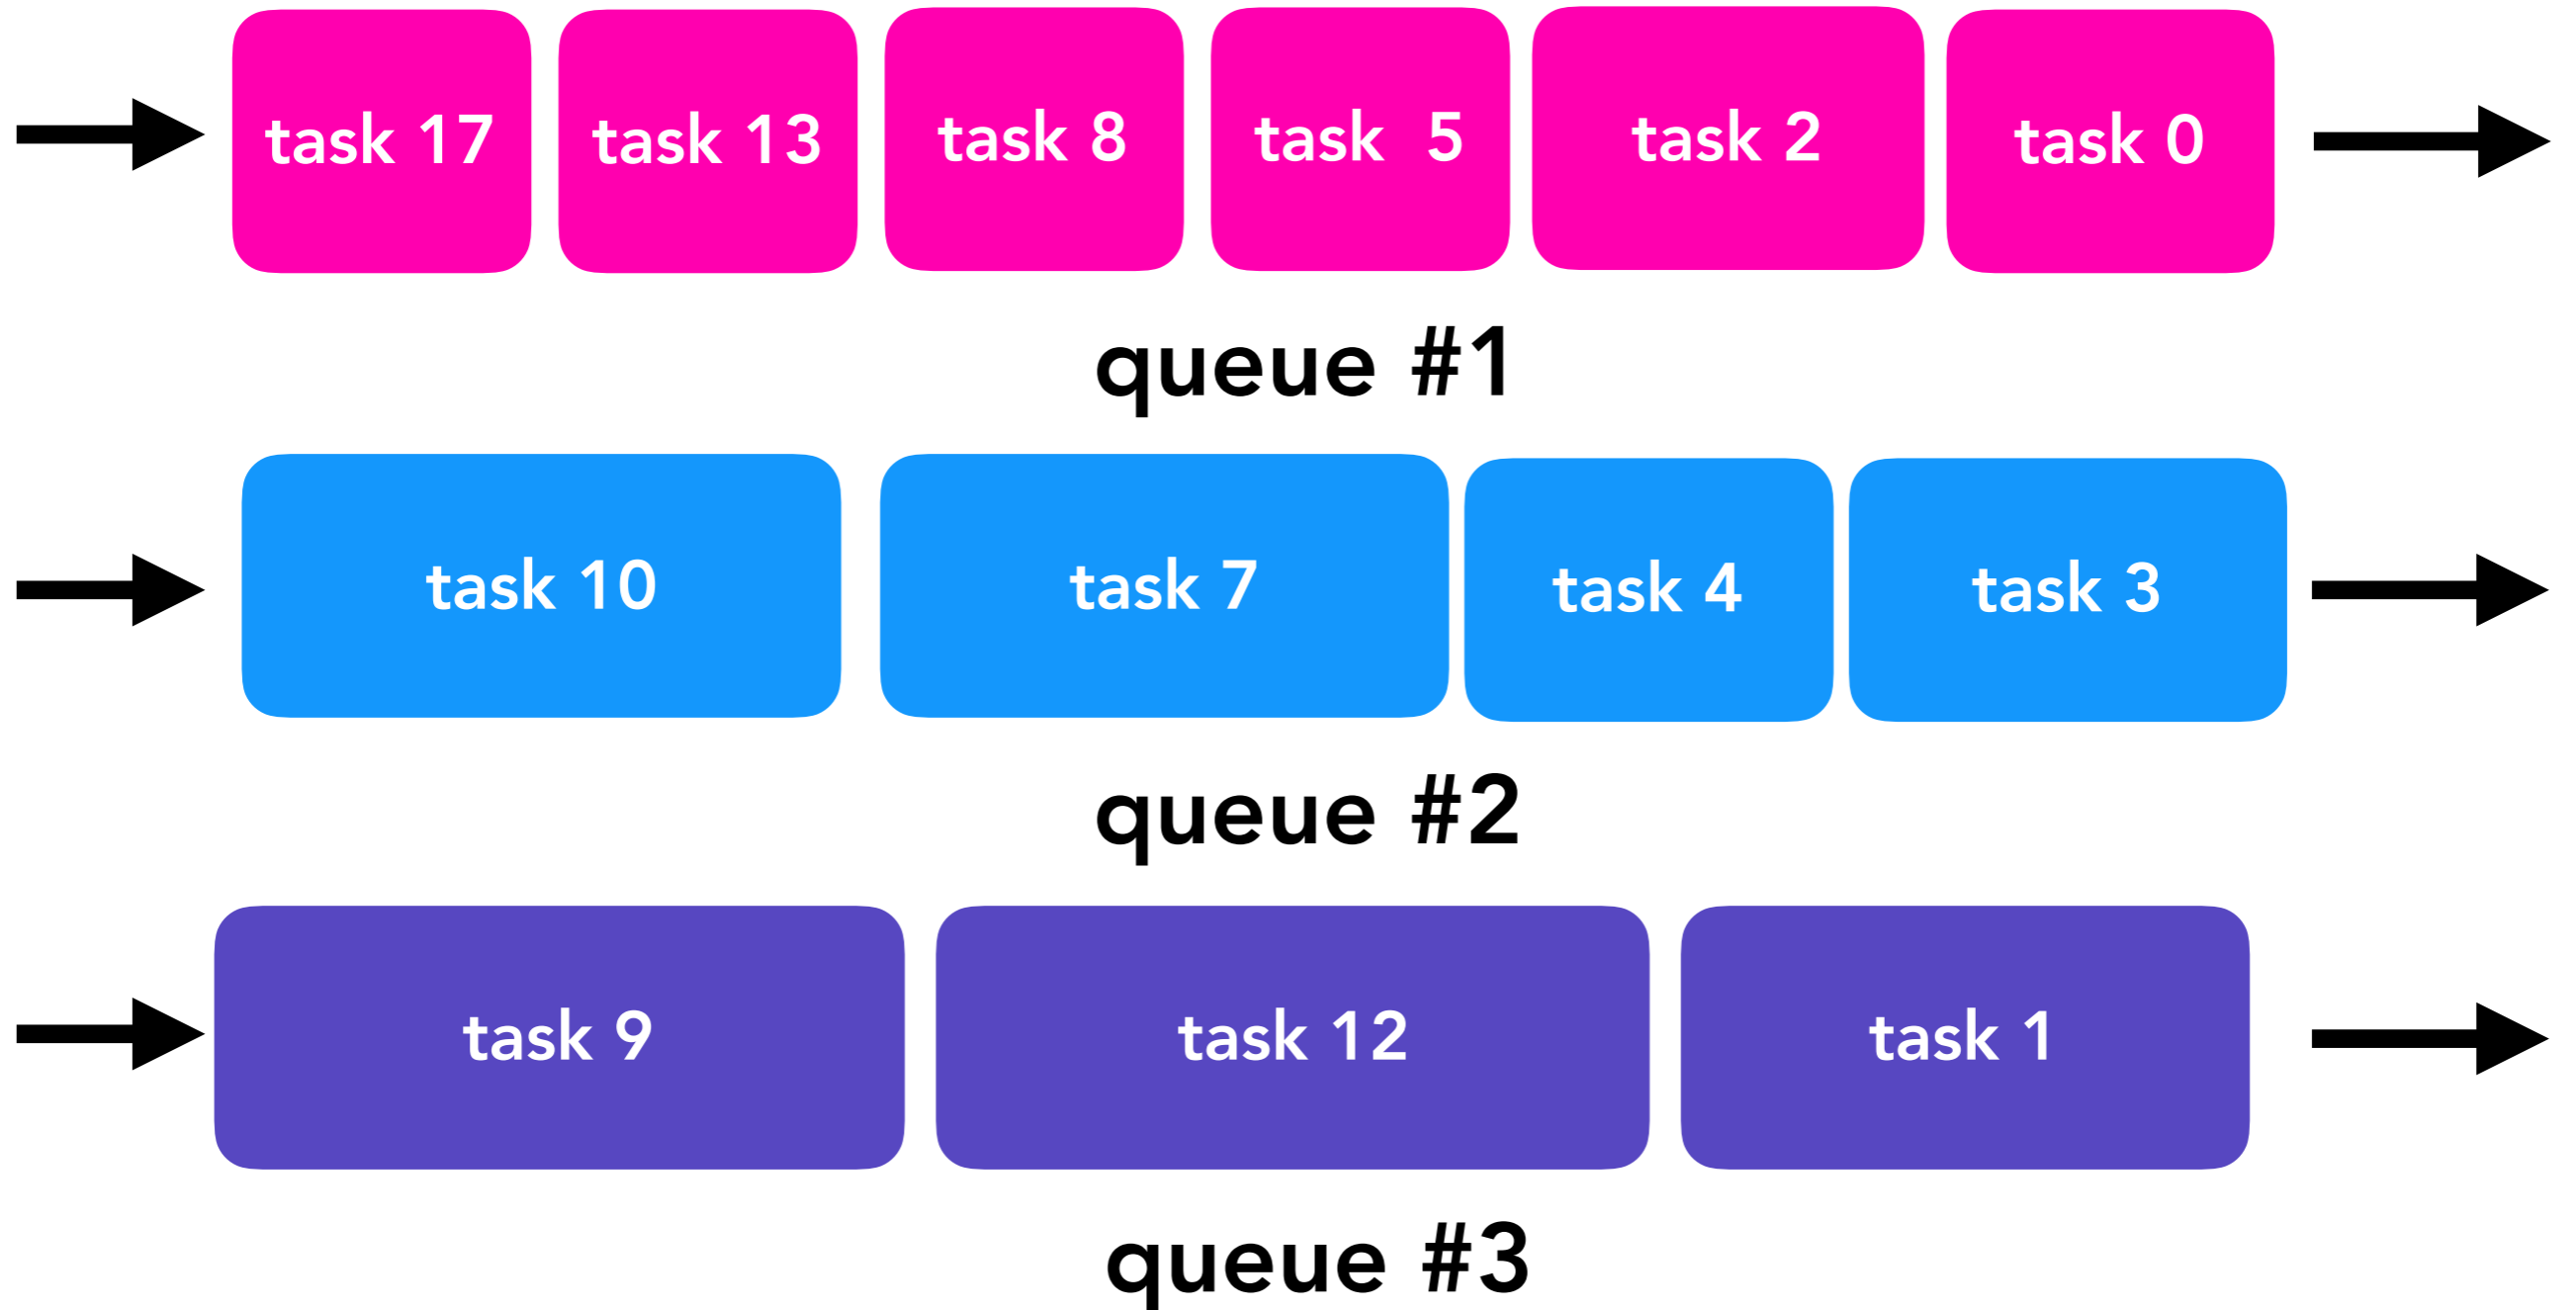 task 17 task 13 task 8 task 5 task 2 task 0
queue #1
task 10 task 7 task 4 task 3
queue #2
task 9 task 12 task 1
queue #3